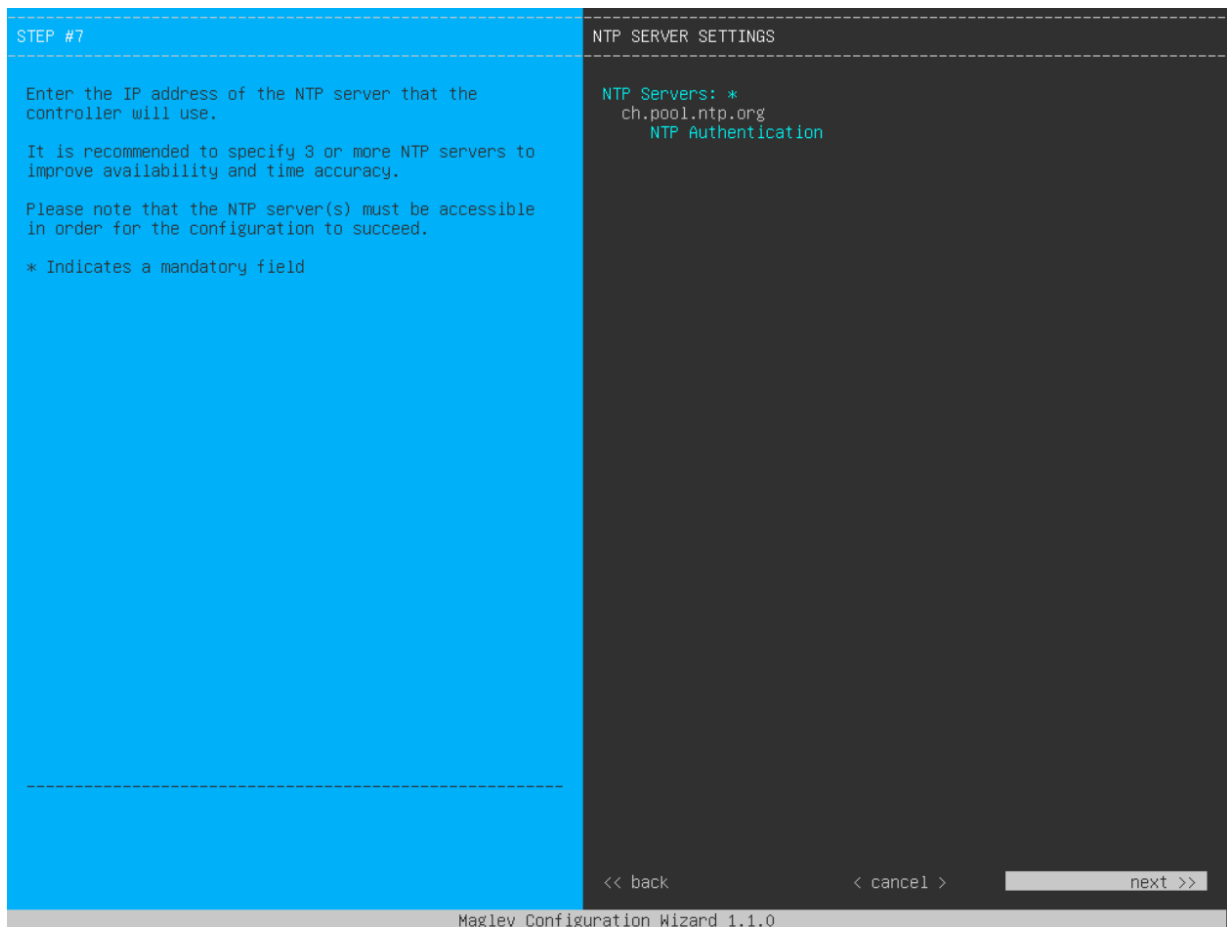 STEP #7
Enter the IP address of the NTP server that the
controller will use.
It is recommended to specify 3 or more NTP servers to
improve availability and time accuracy.
Please note that the NTP server(s) must be accessible
in order for the configuration to succeed.
* Indicates a mandatory field
NTP SERVER SETTINGS
NTP Servers: *
ch.pool.ntp.org
NTP Authentication
<< back < cancel > next >>
Maglev Configuration Wizard 1.1.0